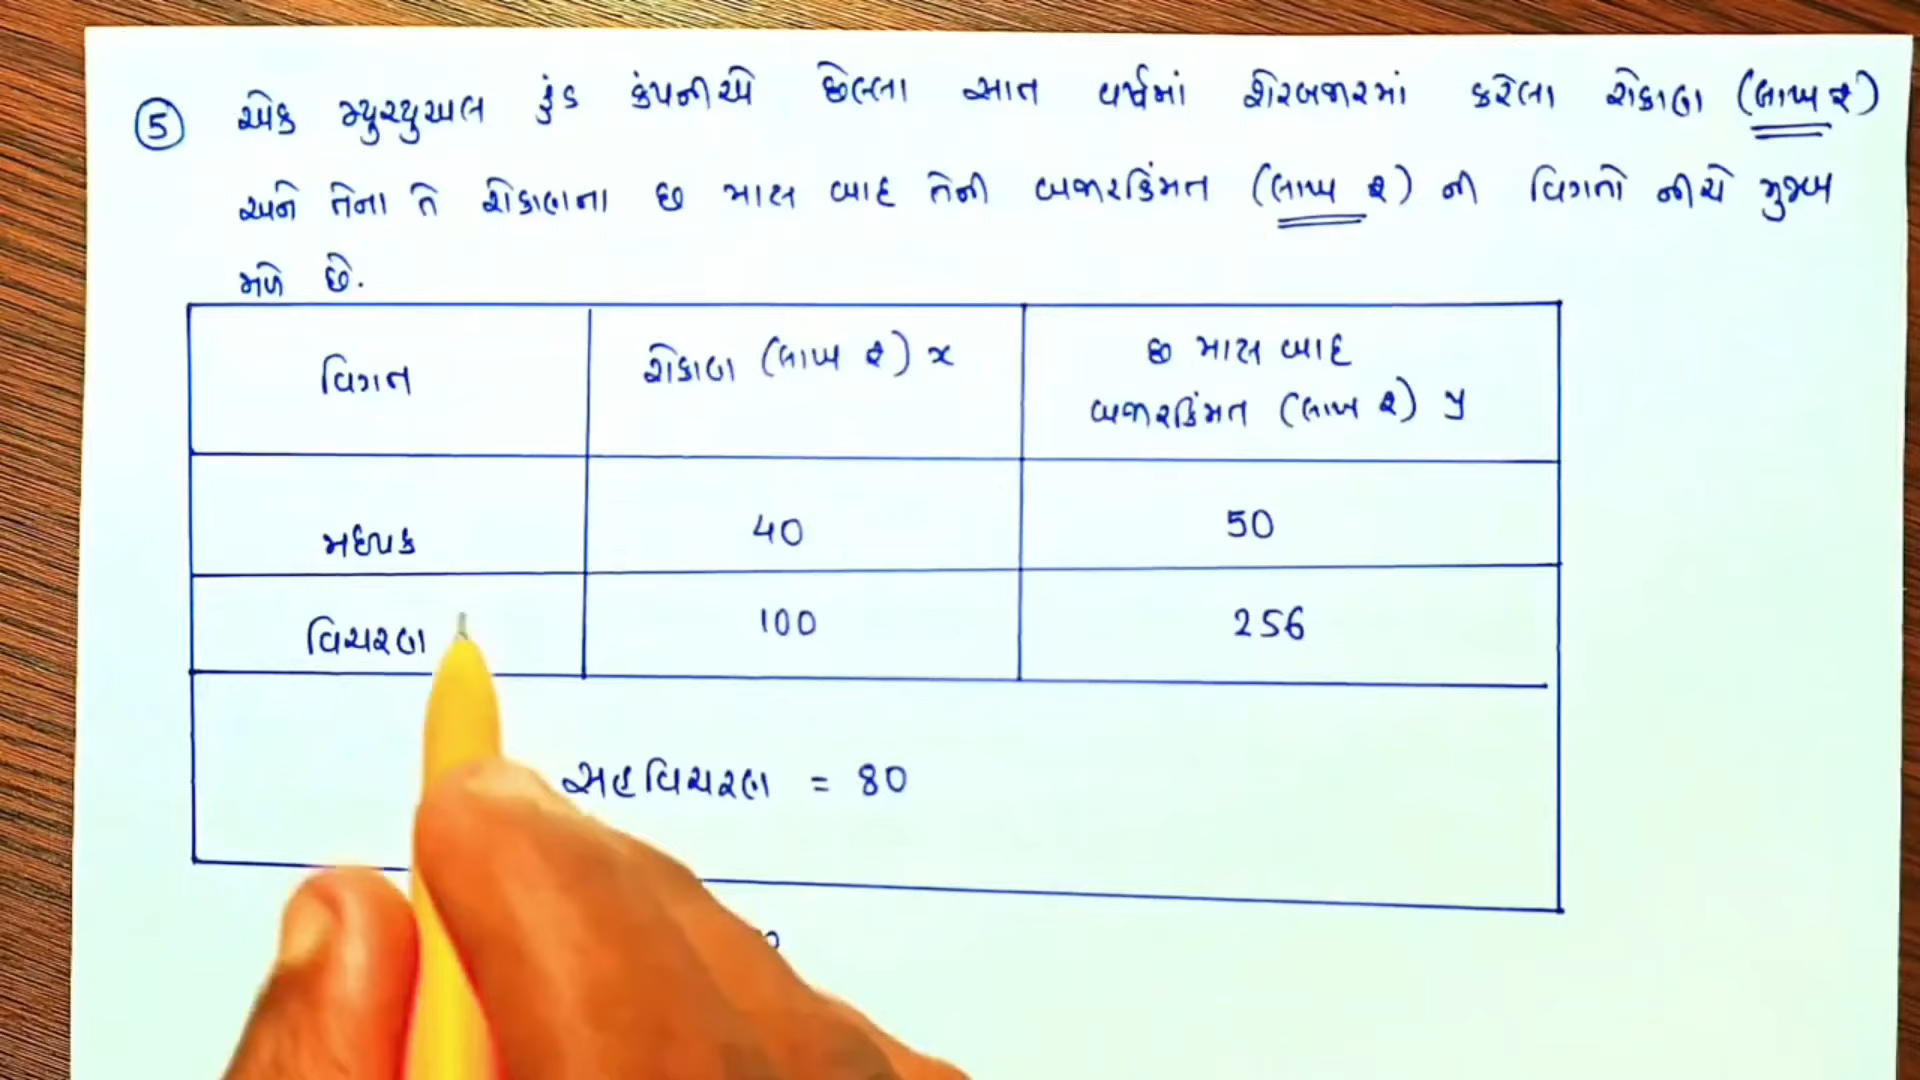 5 એક મ્યુચ્યુઅલ ફંડ કંપનીએ છેલ્લા સાત વર્ષમાં શેરબજારમાં કરેલા રોકાણ (લાખ ₹)
અને તેના તે રોકાણના છ માસ બાદ તેની બજારકિંમત (લાખ ₹) ની વિગતો નીચે મુજબ
મળે છે.
વિગત રોકાણ (લાખ ₹) x છ માસ બાદ
બજારકિંમત (લાખ ₹) y
મધ્યક 40 50
વિચરણ 100 256
સહવિચરણ = 80